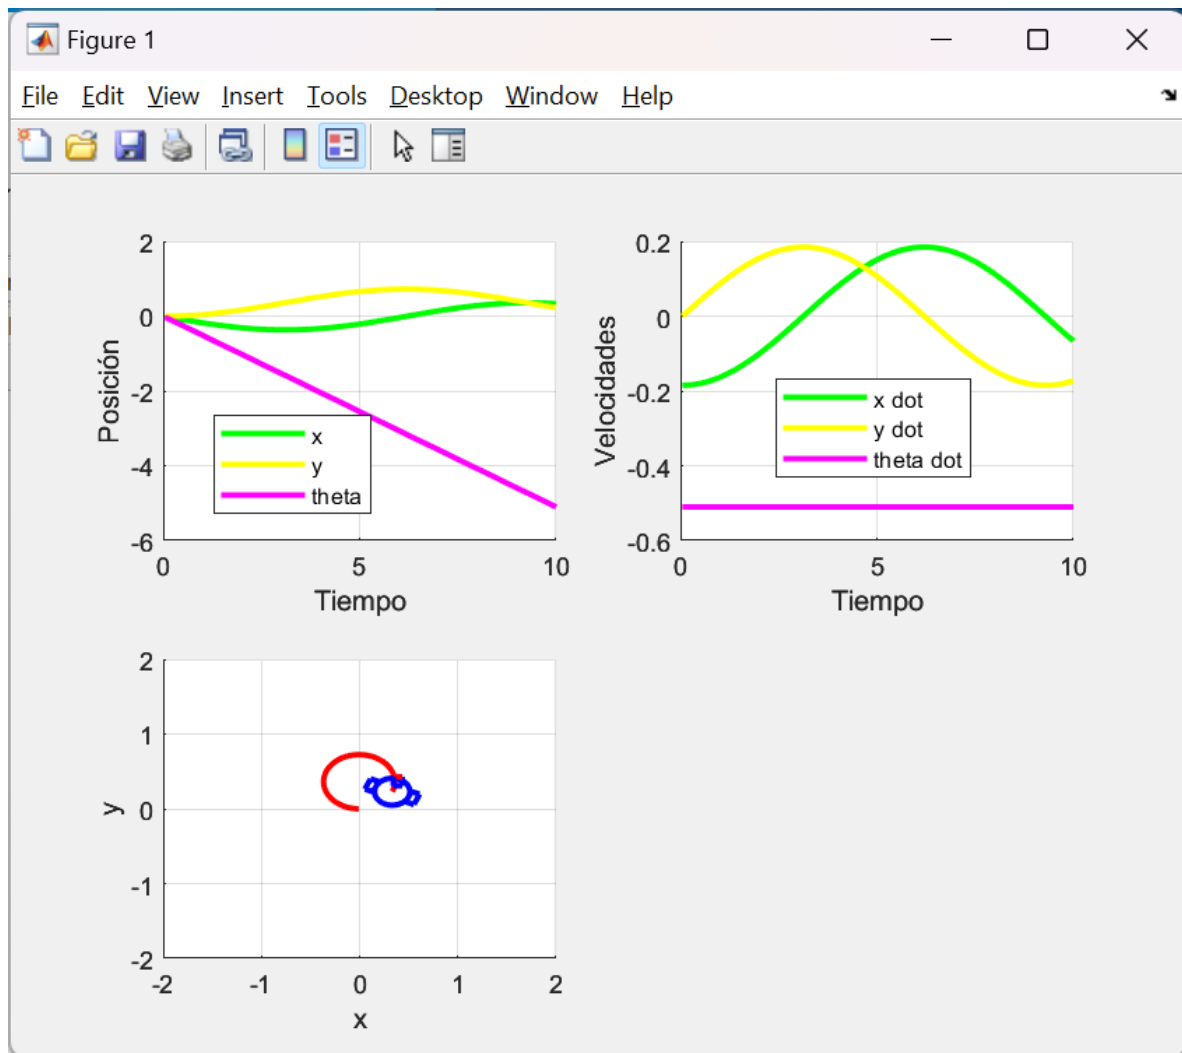 Figure 1
File Edit View Insert Tools Desktop Window Help
2
0
-2
-4
-6
0 5 10
Posición
Tiempo
x
y
theta
0.2
0
-0.2
-0.4
-0.6
0 5 10
Velocidades
Tiempo
x dot
y dot
theta dot
2
1
0
-1
-2
-2 -1 0 1 2
y
x